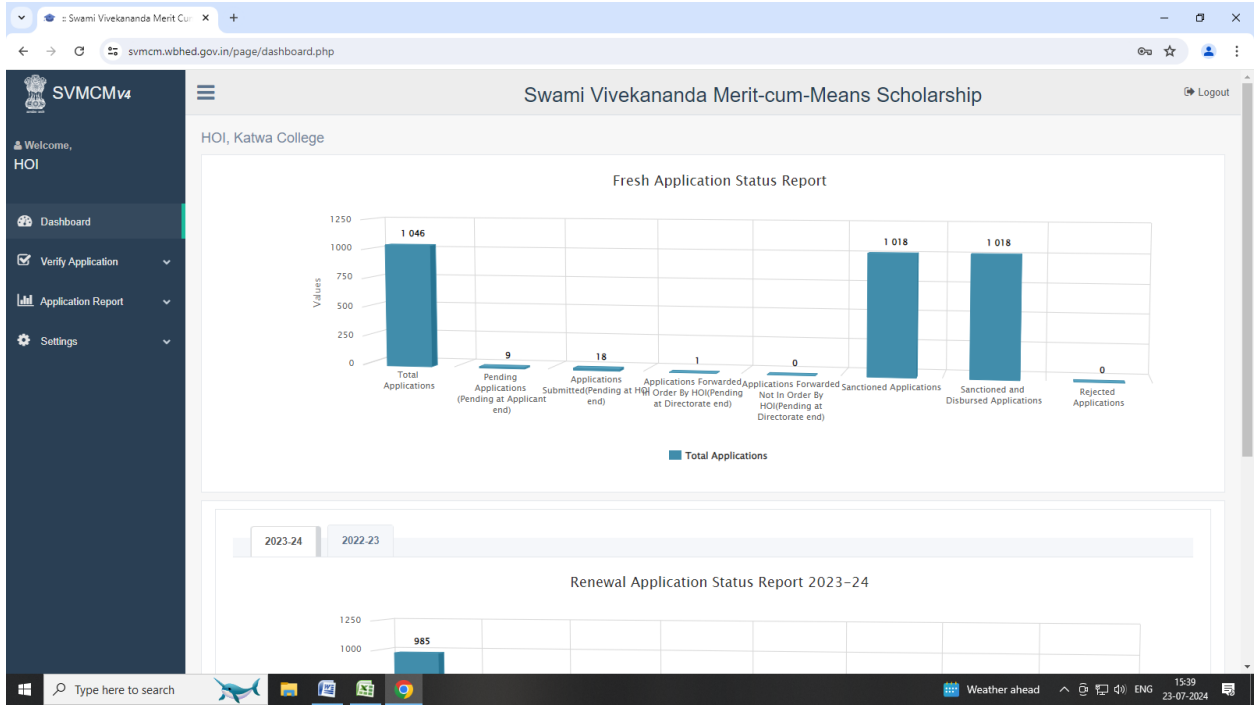 :: Swami Vivekananda Merit Cur
svmcm.wbhed.gov.in/page/dashboard.php
SVMCMv4
Swami Vivekananda Merit-cum-Means Scholarship
Logout
Welcome,
HOI
Dashboard
Verify Application
Application Report
Settings
HOI, Katwa College
Fresh Application Status Report
Values
1250
1000
750
500
250
0
1 046
9
18
1
0
1 018
1 018
0
Total
Applications
Pending
Applications
(Pending at Applicant
end)
Applications
Submitted(Pending at HOI
end)
Applications Forwarded
In Order By HOI(Pending
at Directorate end)
Applications Forwarded
Not In Order By
HOI(Pending at
Directorate end)
Sanctioned Applications
Sanctioned and
Disbursed Applications
Rejected
Applications
Total Applications
2023-24
2022-23
Renewal Application Status Report 2023-24
1250
1000
985
Type here to search
Weather ahead
ENG
15:39
23-07-2024